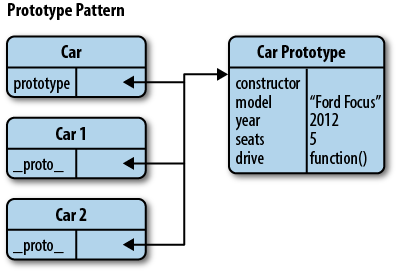 Prototype Pattern
Car
prototype
Car 1
_proto_
Car 2
_proto_
Car Prototype
constructor
model “Ford Focus”
year 2012
seats 5
drive function()